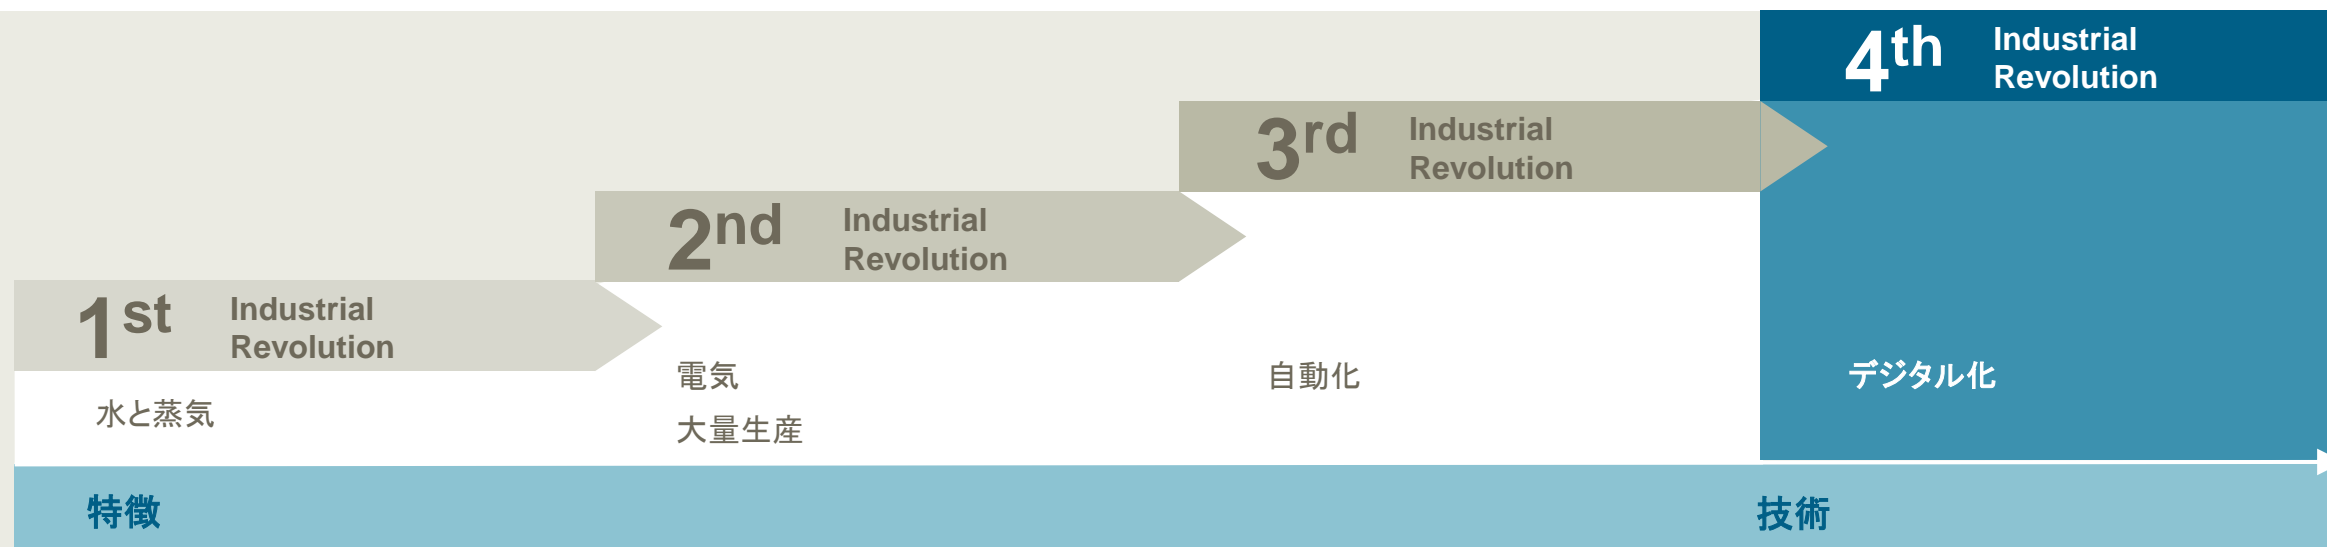 1st
Industrial
Revolution
水と蒸気
2nd
Industrial
Revolution
電気
大量生産
3rd
Industrial
Revolution
自動化
4th
Industrial
Revolution
デジタル化
特徴
技術